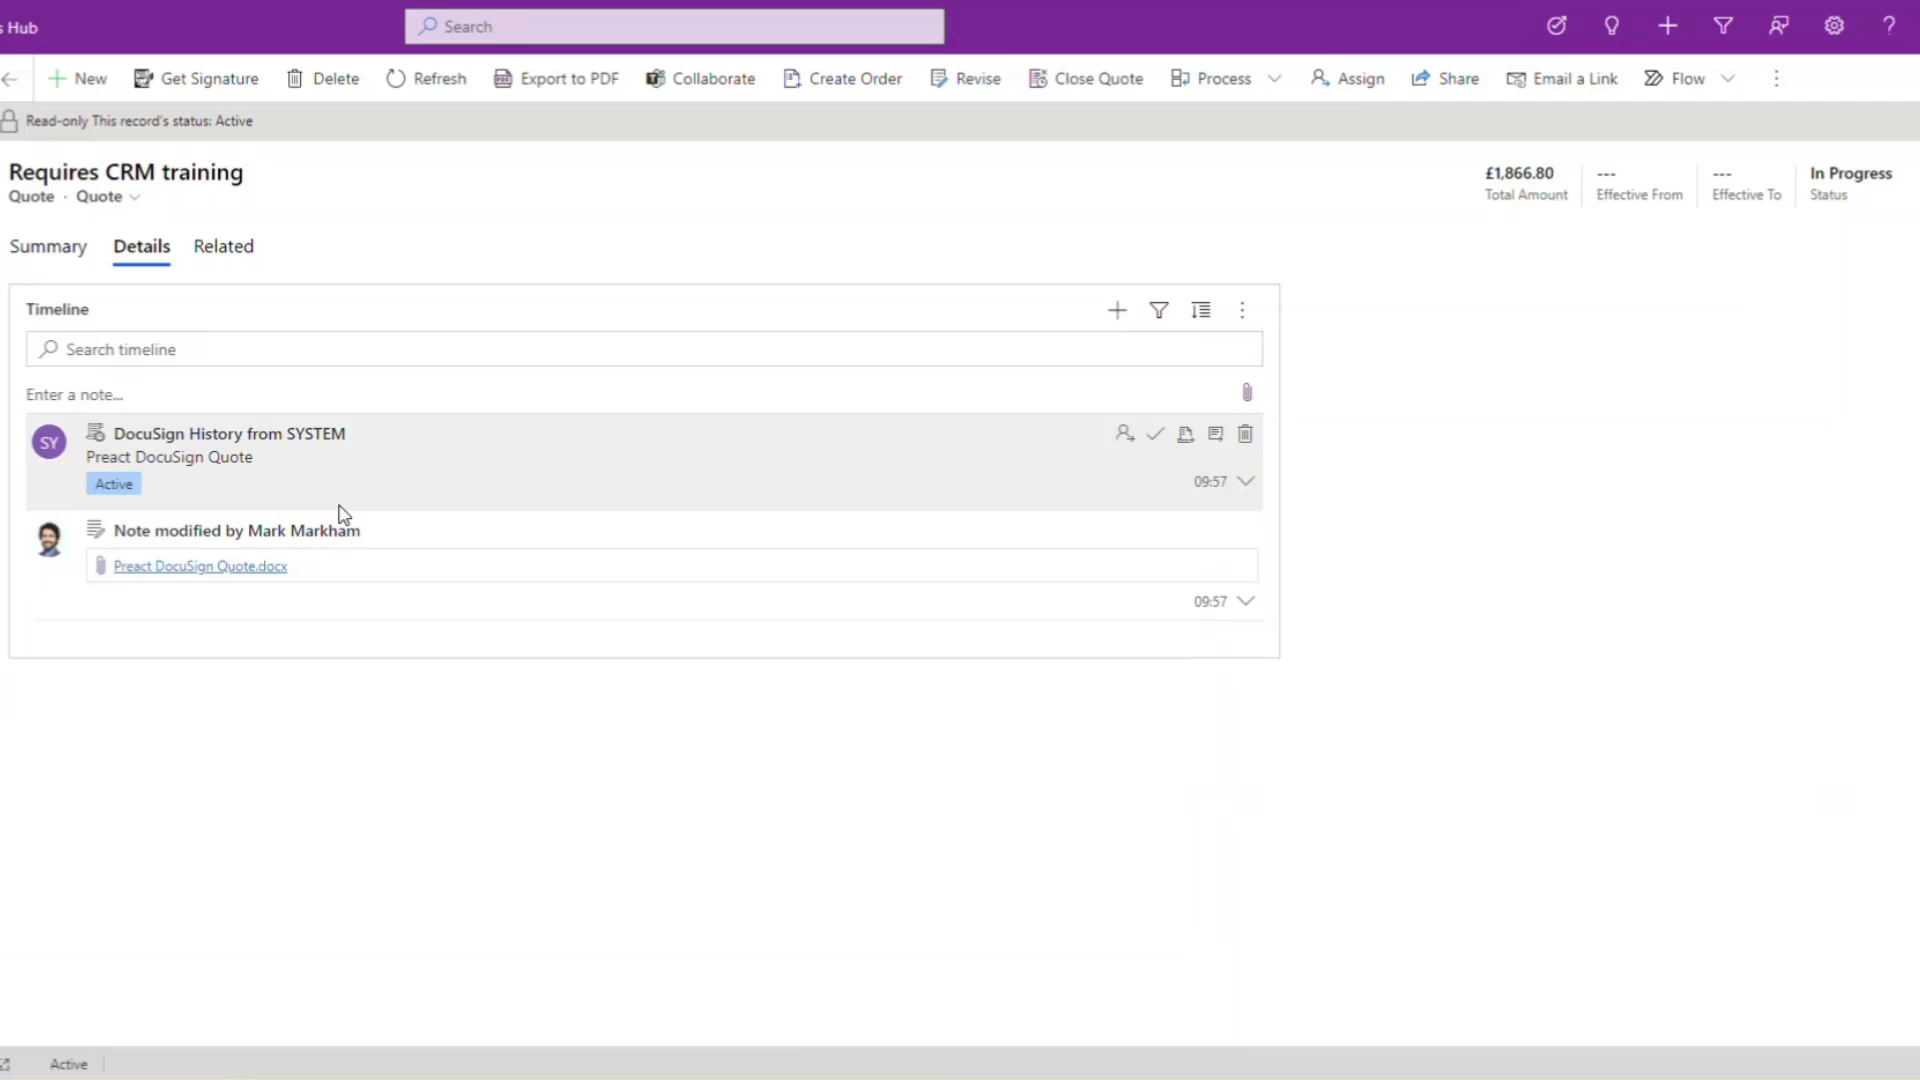 s Hub
Search
New Get Signature Delete Refresh Export to PDF Collaborate Create Order Revise Close Quote Process Assign Share Email a Link Flow
Read-only This record's status: Active
Requires CRM training
Quote · Quote
£1,866.80 --- --- In Progress
Total Amount Effective From Effective To Status
Summary Details Related
Timeline
Search timeline
Enter a note...
SY DocuSign History from SYSTEM
Preact DocuSign Quote
Active
09:57
Note modified by Mark Markham
Preact DocuSign Quote.docx
09:57
Active